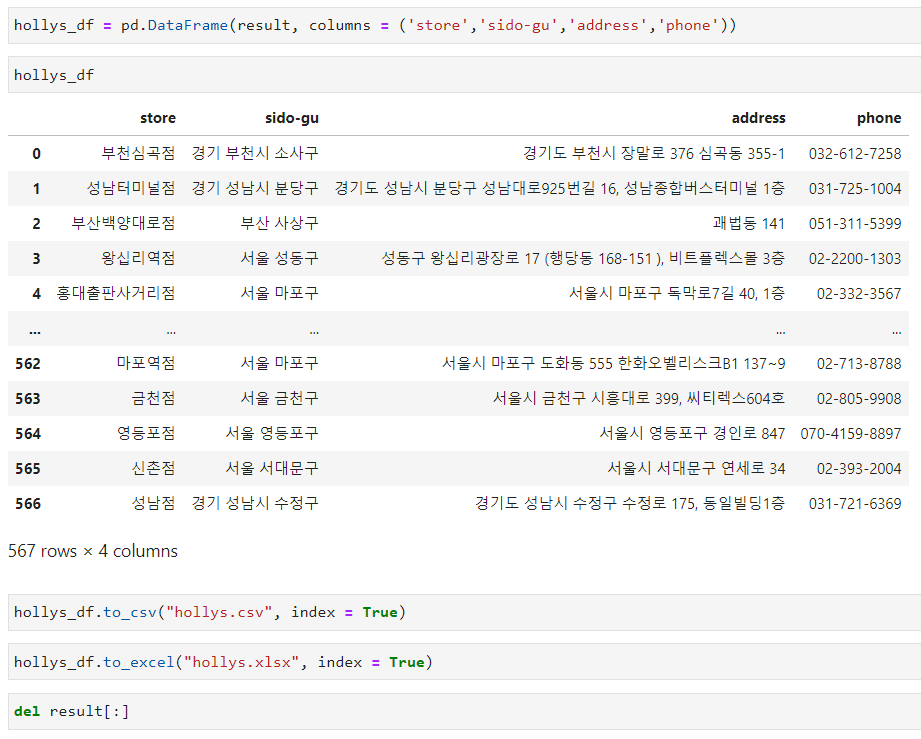 hollys_df = pd.DataFrame(result, columns = ('store','sido-gu','address','phone'))
hollys_df
store sido-gu address phone
0 부천심곡점 경기 부천시 소사구 경기도 부천시 장말로 376 심곡동 355-1 032-612-7258
1 성남터미널점 경기 성남시 분당구 경기도 성남시 분당구 성남대로925번길 16, 성남종합버스터미널 1층 031-725-1004
2 부산백양대로점 부산 사상구 괘법동 141 051-311-5399
3 왕십리역점 서울 성동구 성동구 왕십리광장로 17 (행당동 168-151 ), 비트플렉스몰 3층 02-2200-1303
4 홍대출판사거리점 서울 마포구 서울시 마포구 독막로7길 40, 1층 02-332-3567
... ... ... ... ...
562 마포역점 서울 마포구 서울시 마포구 도화동 555 한화오벨리스크B1 137~9 02-713-8788
563 금천점 서울 금천구 서울시 금천구 시흥대로 399, 씨티렉스604호 02-805-9908
564 영등포점 서울 영등포구 서울시 영등포구 경인로 847 070-4159-8897
565 신촌점 서울 서대문구 서울시 서대문구 연세로 34 02-393-2004
566 성남점 경기 성남시 수정구 경기도 성남시 수정구 수정로 175, 동일빌딩1층 031-721-6369
567 rows × 4 columns
hollys_df.to_csv("hollys.csv", index = True)
hollys_df.to_excel("hollys.xlsx", index = True)
del result[:]